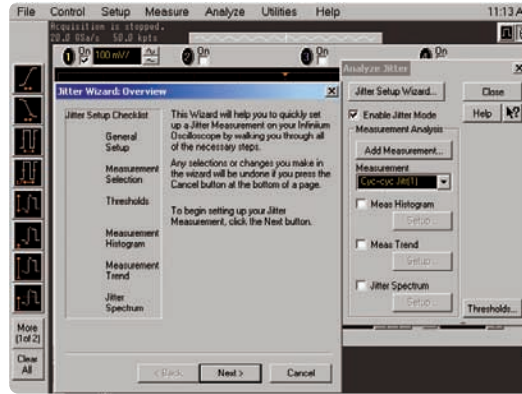 File Control Setup Measure Analyze Utilities Help 11:13 A
Acquisition is stopped.
20.0 GSa/s 50.0 kpts
1 On 100 mV/ 2 On 3 On On
Analyze Jitter
Jitter Setup Wizard... Close
Enable Jitter Mode Help
Measurement Analysis
Add Measurement...
Measurement
Cyc-cyc Jitt(1)
Meas Histogram
Setup...
Meas Trend
Setup...
Jitter Spectrum
Setup...
Thresholds...
Jitter Wizard: Overview
Jitter Setup Checklist
General
Setup
Measurement
Selection
Thresholds
Measurement
Histogram
Measurement
Trend
Jitter
Spectrum
This Wizard will help you to quickly set
up a Jitter Measurement on your Infiniium
Oscilloscope by walking you through all
of the necessary steps.
Any selections or changes you make in
the wizard will be undone if you press the
Cancel button at the bottom of a page.
To begin setting up your Jitter
Measurement, click the Next button.
< Back Next > Cancel
More
(1of 2)
Clear
All